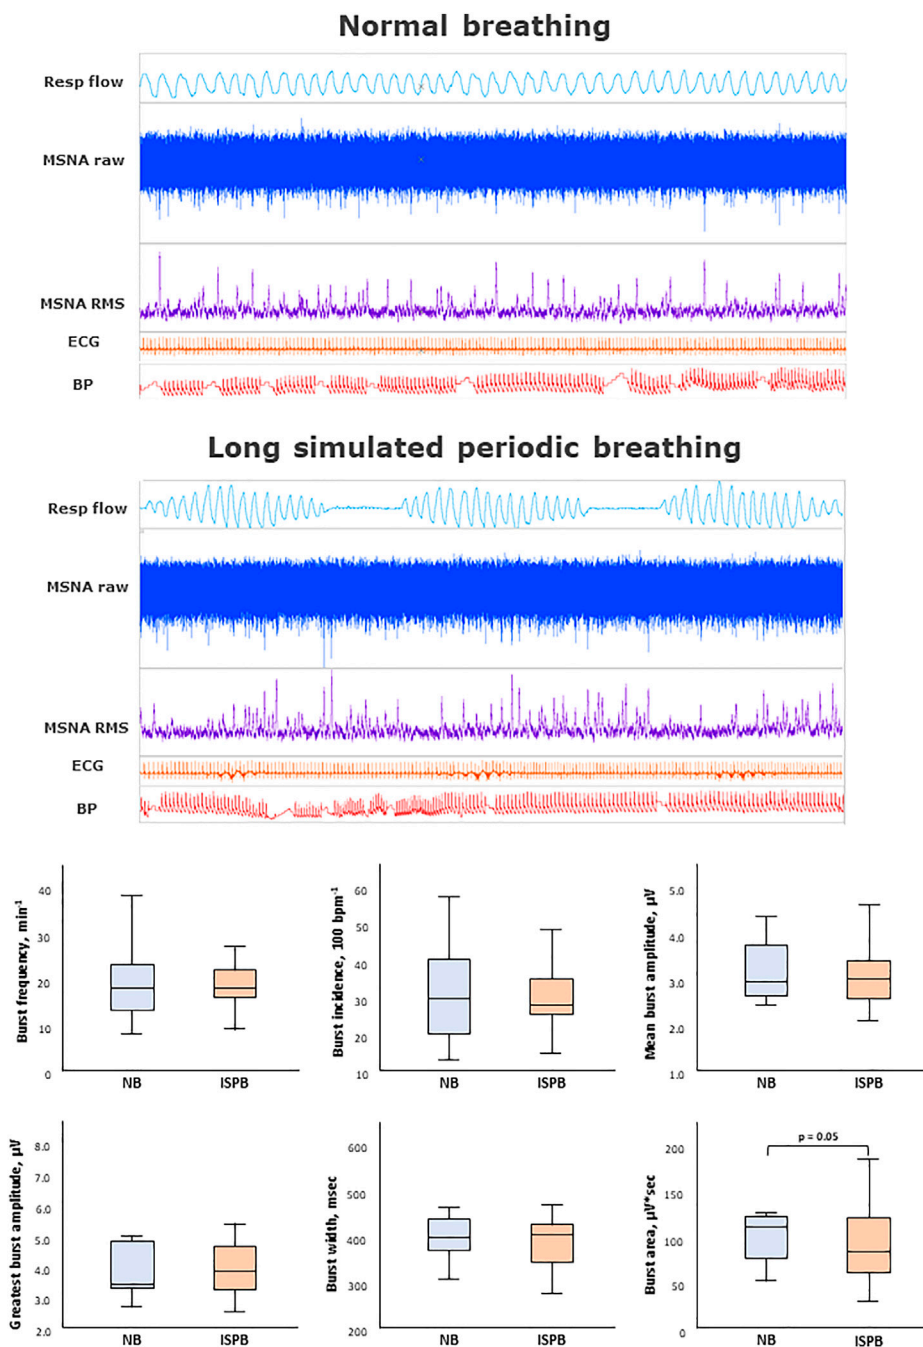 Normal breathing
Resp flow
MSNA raw
MSNA RMS
ECG
BP
Long simulated periodic breathing
Resp flow
MSNA raw
MSNA RMS
ECG
BP
Burst frequency, min⁻¹
40
30
20
10
0
NB
ISPB
Burst incidence, 100 bpm⁻¹
60
50
40
30
20
10
NB
ISPB
Mean burst amplitude, µV
5.0
4.0
3.0
2.0
1.0
NB
ISPB
Greatest burst amplitude, µV
8.0
7.0
6.0
5.0
4.0
3.0
2.0
NB
ISPB
Burst width, msec
600
500
400
300
200
NB
ISPB
Burst area, µV*sec
200
150
100
50
0
p = 0.05
NB
ISPB